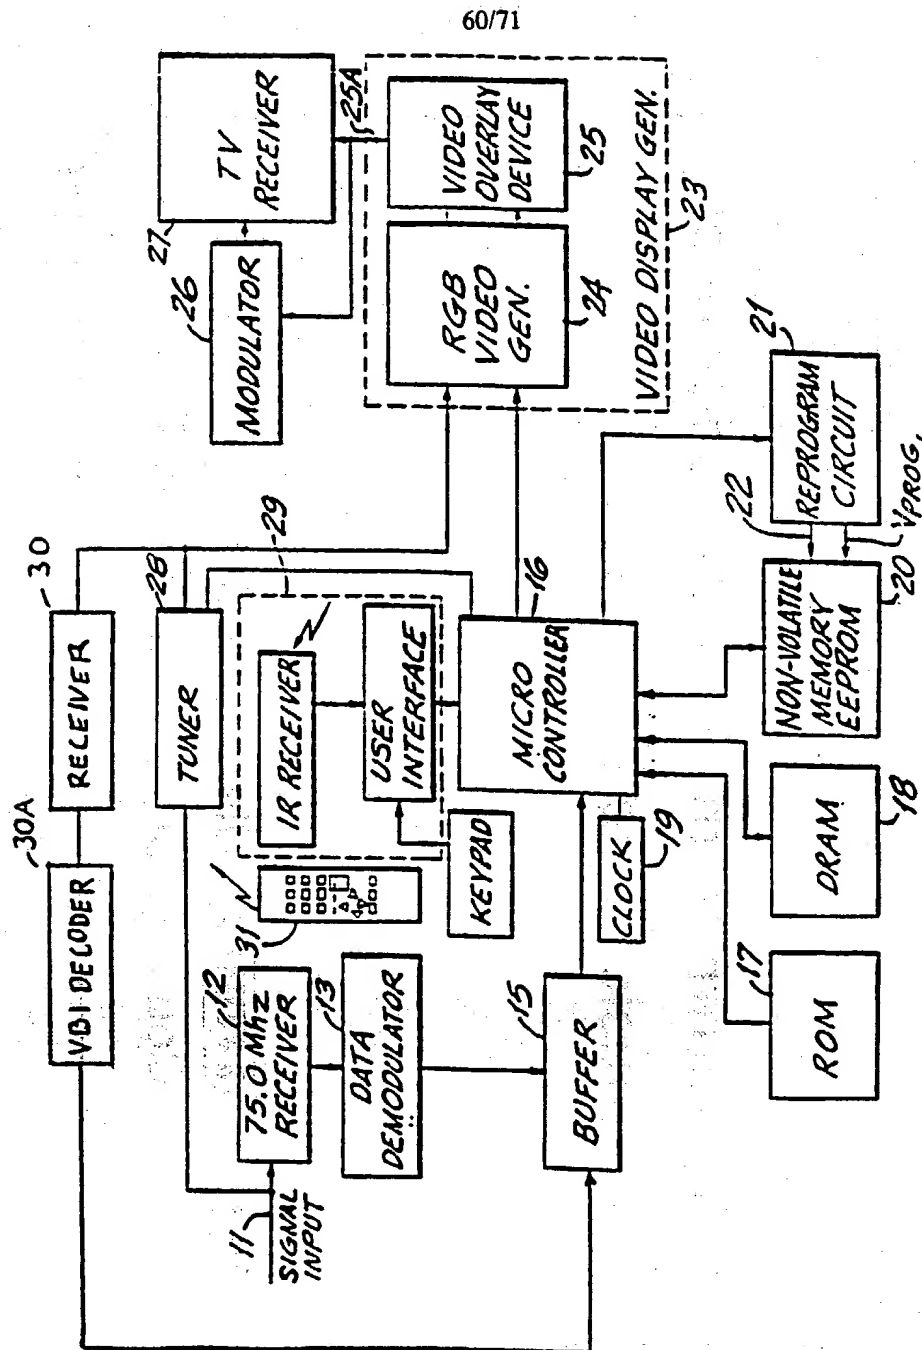 60/71
30A
VBI DECODER
RECEIVER
30
TUNER
28
29
IR RECEIVER
USER
INTERFACE
31
KEYPAD
11
SIGNAL
INPUT
12
75.0 Mhz
RECEIVER
13
DATA
DEMODULATOR
15
BUFFER
16
MICRO
CONTROLLER
CLOCK
19
17
ROM
DRAM
18
NON-VOLATILE
MEMORY
EEPROM
20
22
VPROG.
REPROGRAM
CIRCUIT
21
26
MODULATOR
27
TV
RECEIVER
25A
RGB
VIDEO
GEN.
24
VIDEO
OVERLAY
DEVICE
25
VIDEO DISPLAY GEN.
23